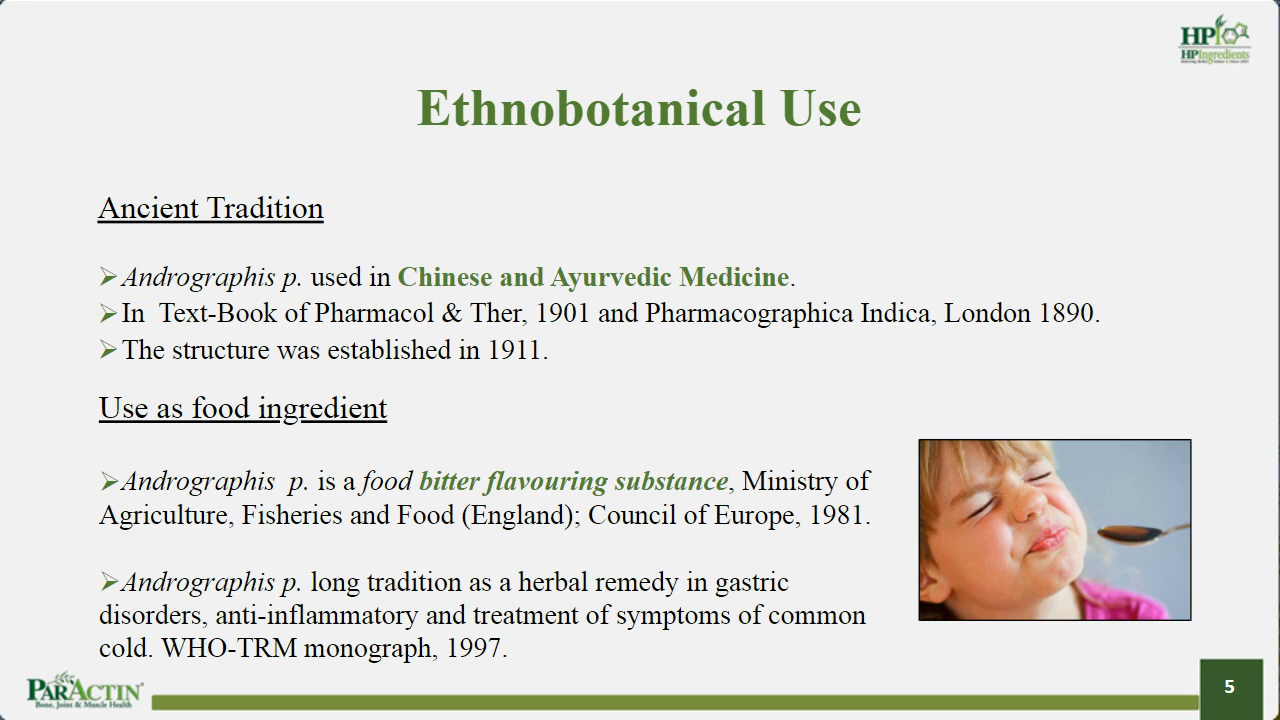 HP
HPIngredients
Ethnobotanical Use
Ancient Tradition
➢Andrographis p. used in Chinese and Ayurvedic Medicine.
➢In  Text-Book of Pharmacol & Ther, 1901 and Pharmacographica Indica, London 1890.
➢The structure was established in 1911.
Use as food ingredient
➢Andrographis  p. is a food bitter flavouring substance, Ministry of
Agriculture, Fisheries and Food (England); Council of Europe, 1981.
➢Andrographis p. long tradition as a herbal remedy in gastric
disorders, anti-inflammatory and treatment of symptoms of common
cold. WHO-TRM monograph, 1997.
PARACTIN®
Bone, Joint & Muscle Health
5